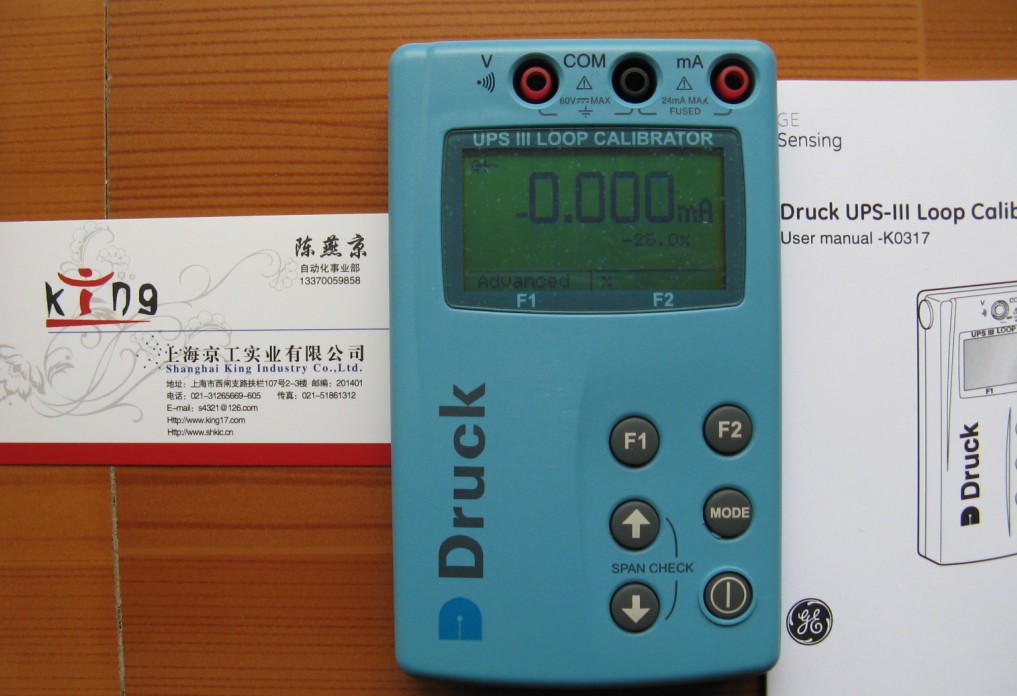 king
陈燕京
自动化事业部
13370059858
上海京工实业有限公司
Shanghai King Industry Co.,Ltd.
地址：上海市西闸支路扶栏107号2-3楼 邮编：201401
电话：021-31265669-605 传真：021-51861312
E-mail：s4321@126.com
Http://www.king17.com
Http://www.shkic.cn
V COM mA
60V MAX
24mA MAX
FUSED
UPS III LOOP CALIBRATOR
-0.000mA
-25.0%
Advanced %
F1 F2
Druck
F1 F2
MODE
SPAN CHECK
GE
Sensing
Druck UPS-III Loop Calib
User manual -K0317
V
UPS III LOOP
F1
Druck
GE